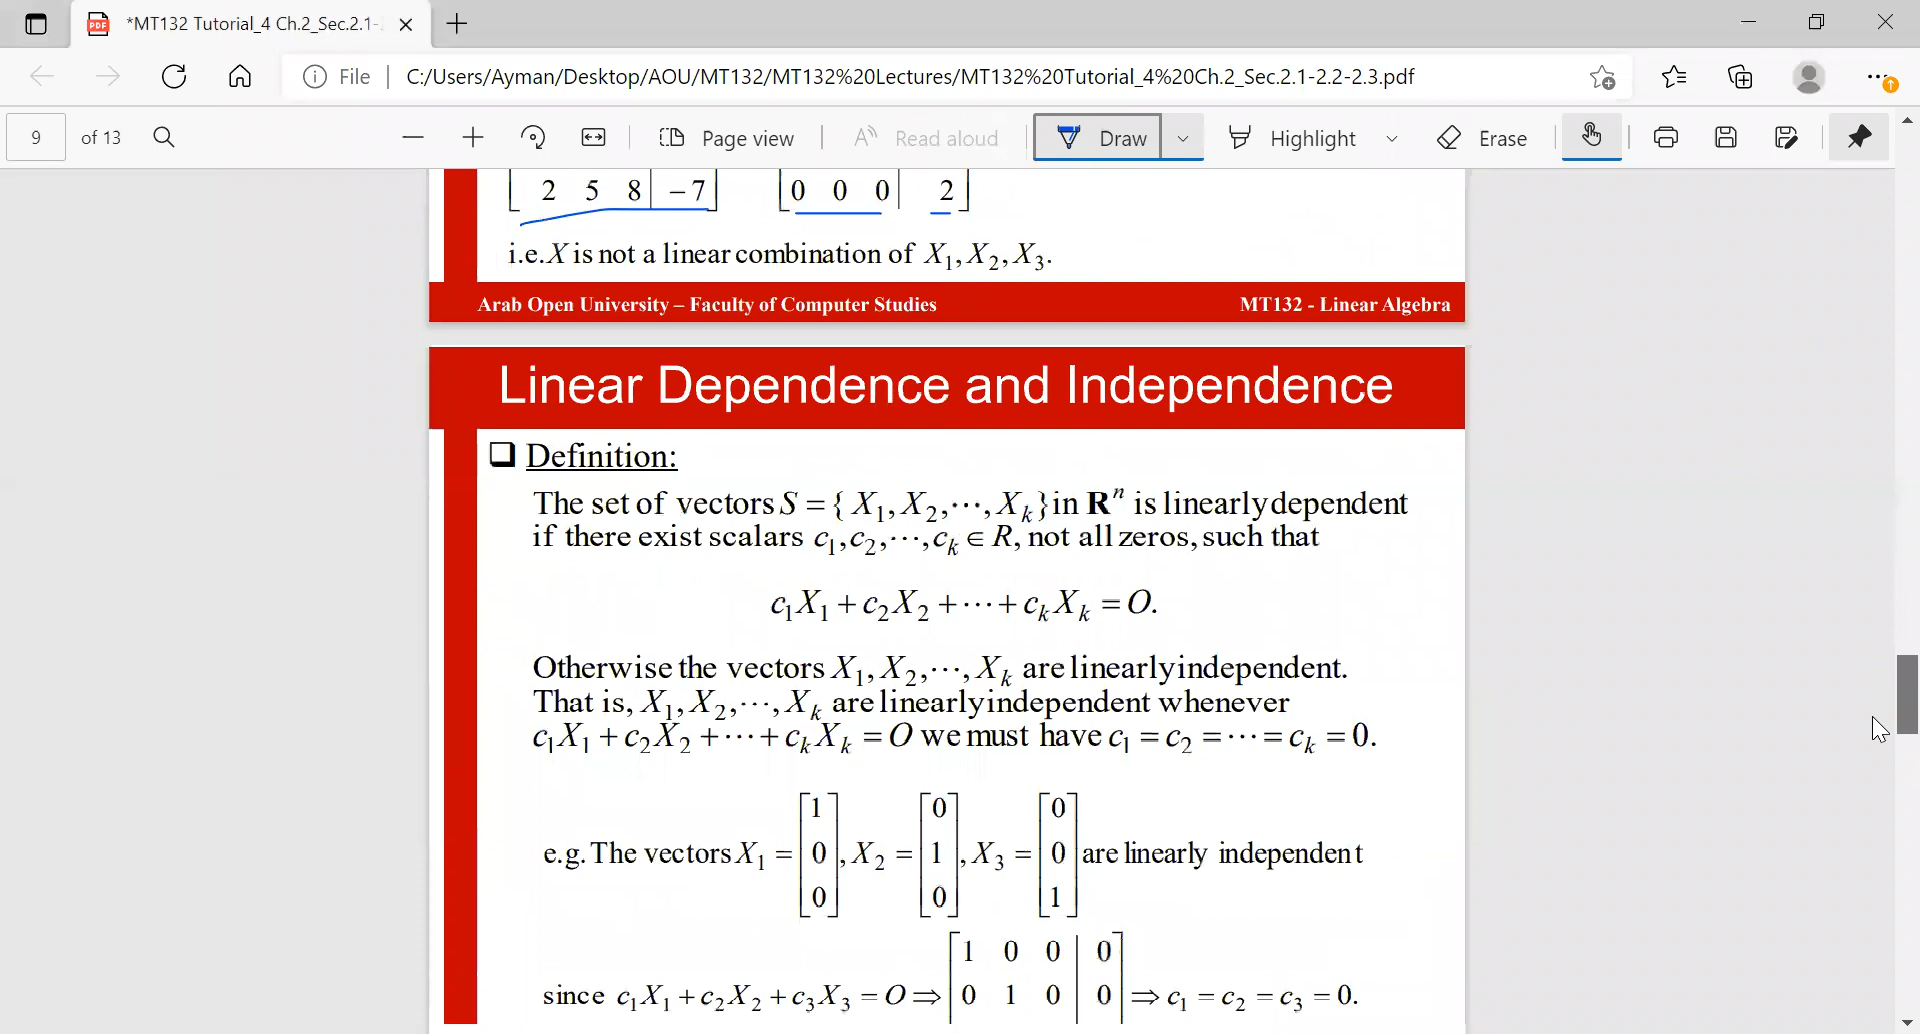 *MT132 Tutorial_4 Ch.2_Sec.2.1-
File
C:/Users/Ayman/Desktop/AOU/MT132/MT132%20Lectures/MT132%20Tutorial_4%20Ch.2_Sec.2.1-2.2-2.3.pdf
9 of 13
Page view
Read aloud
Draw
Highlight
Erase
2 5 8 | −7
0 0 0 | 2
i.e. X is not a linear combination of X₁, X₂, X₃.
Arab Open University – Faculty of Computer Studies
MT132 - Linear Algebra
Linear Dependence and Independence
Definition:
The set of vectors S = { X₁, X₂, ⋯, Xₖ} in Rⁿ is linearly dependent
if there exist scalars c₁, c₂, ⋯, cₖ ∈ R, not all zeros, such that
c₁X₁ + c₂X₂ + ⋯ + cₖXₖ = O.
Otherwise the vectors X₁, X₂, ⋯, Xₖ are linearly independent.
That is, X₁, X₂, ⋯, Xₖ are linearly independent whenever
c₁X₁ + c₂X₂ + ⋯ + cₖXₖ = O we must have c₁ = c₂ = ⋯ = cₖ = 0.
1 0 0
e.g. The vectors X₁ = [0], X₂ = [1], X₃ = [0] are linearly independent
0 0 1
1 0 0 | 0
since c₁X₁ + c₂X₂ + c₃X₃ = O ⇒ 0 1 0 | 0 ⇒ c₁ = c₂ = c₃ = 0.